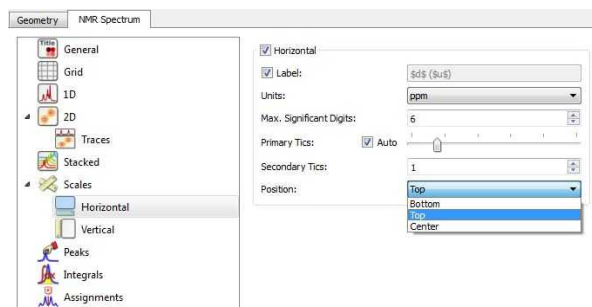 Geometry
NMR Spectrum
Title
General
Grid
1D
2D
Traces
Stacked
Scales
Horizontal
Vertical
Peaks
Integrals
Assignments
Horizontal
Label: $d$ ($u$)
Units: ppm
Max. Significant Digits: 6
Primary Tics: Auto
Secondary Tics: 1
Position: Top
Bottom
Top
Center